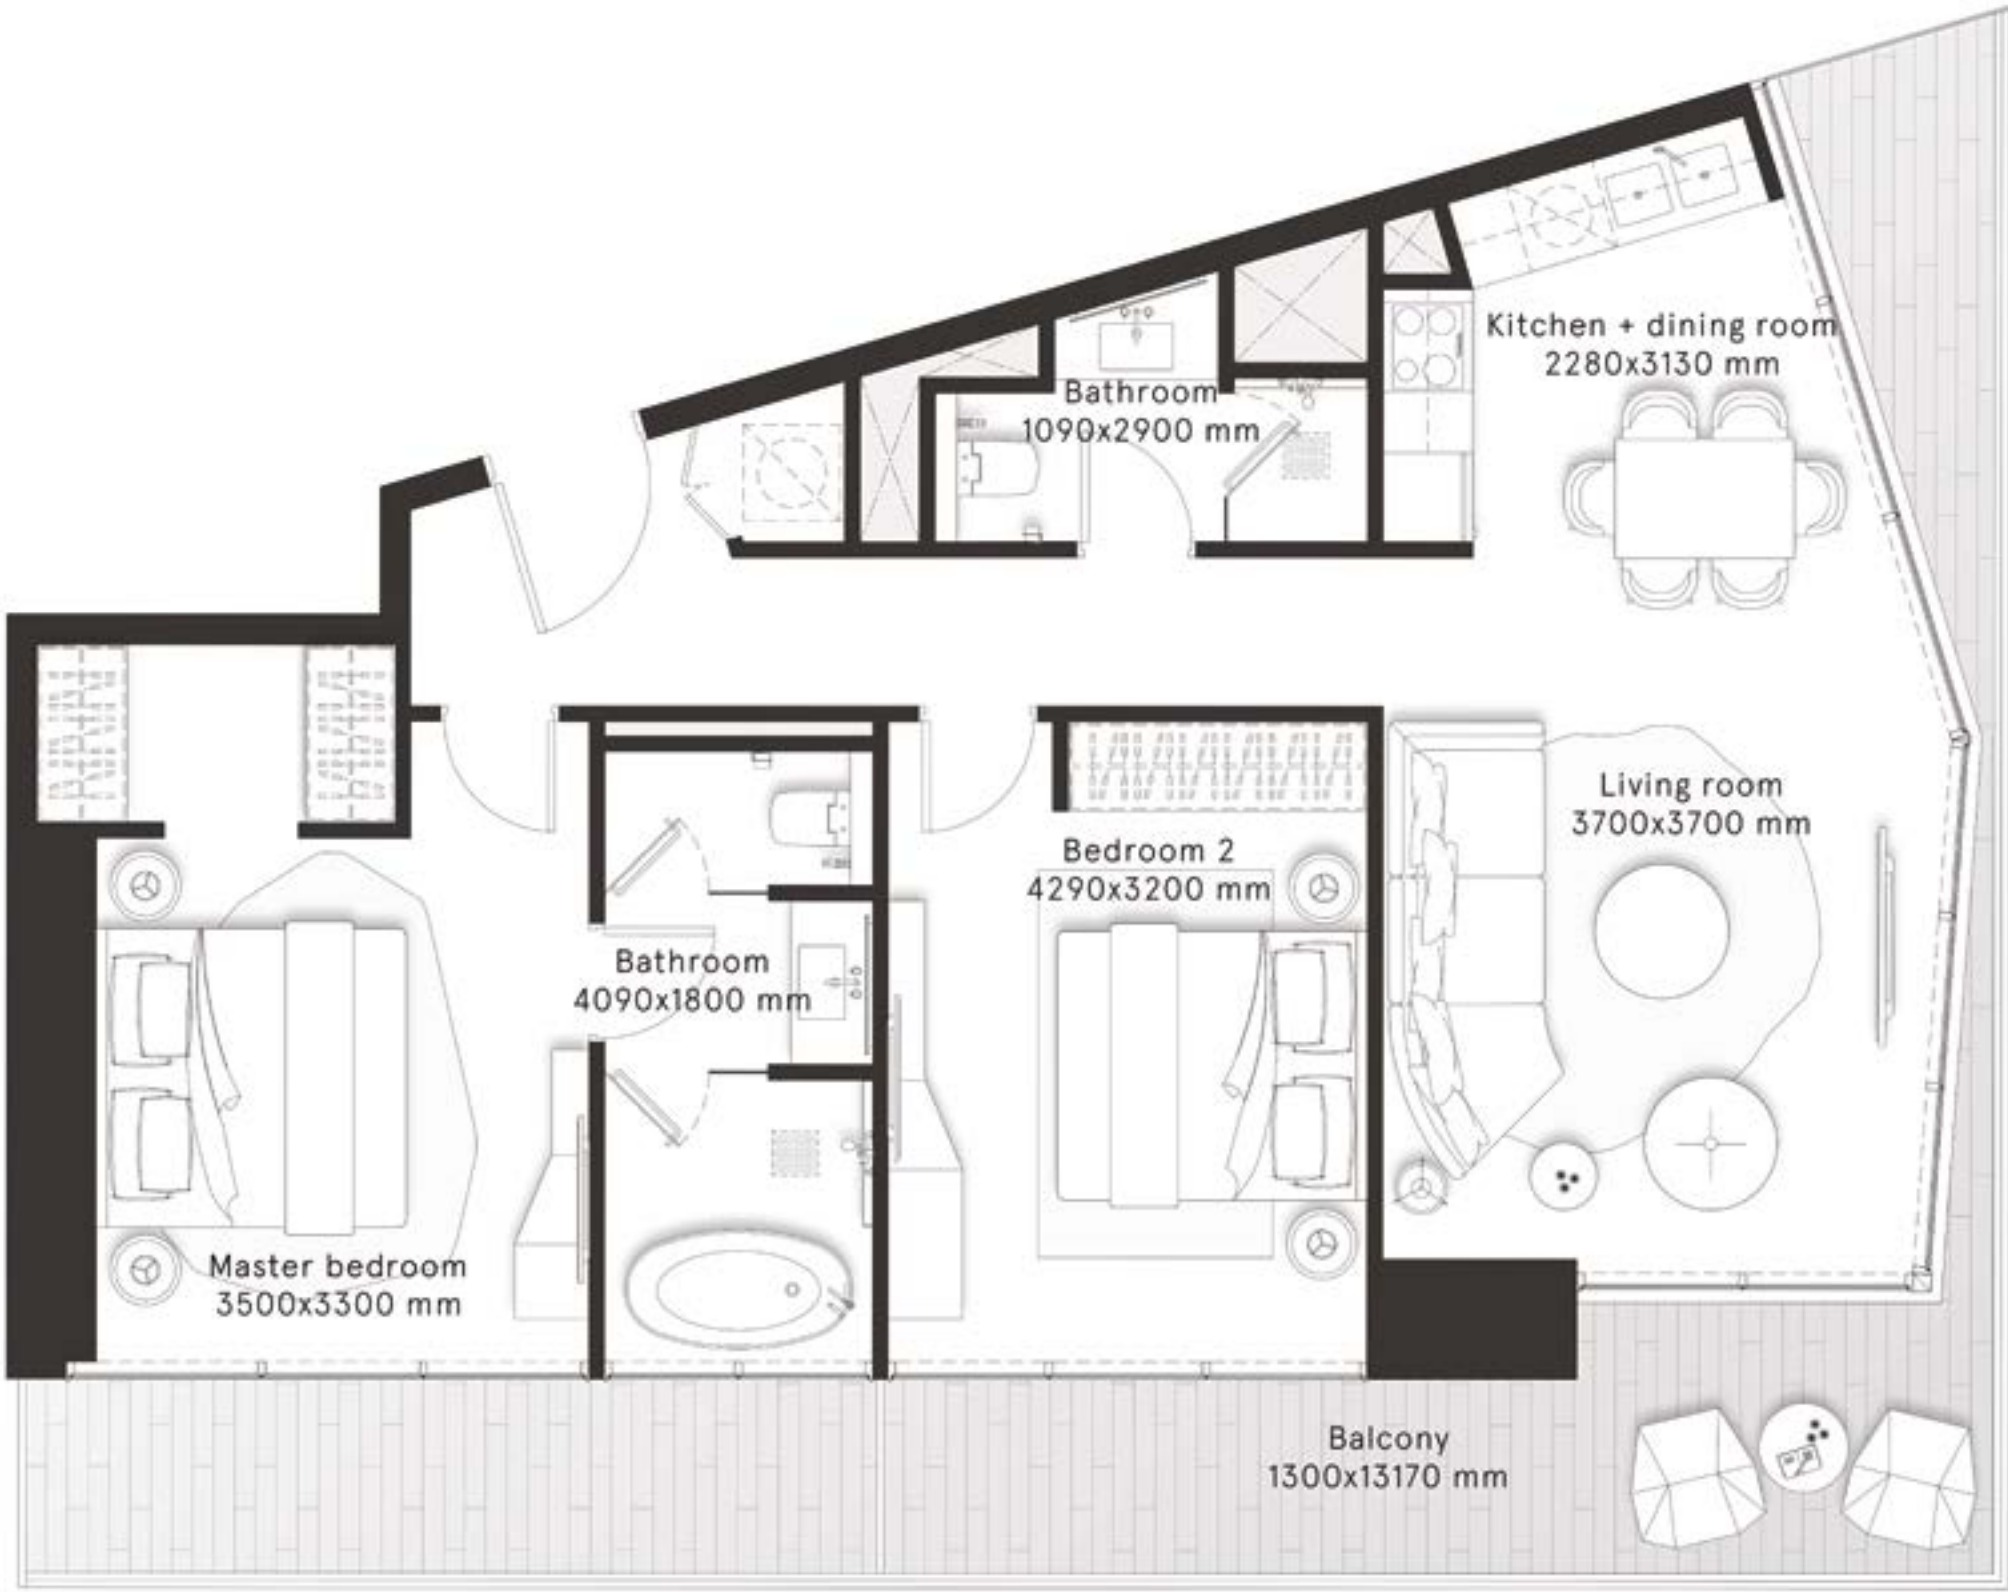 Kitchen + dining room
2280x3130 mm
Bathroom
1090x2900 mm
Living room
3700x3700 mm
Bedroom 2
4290x3200 mm
Bathroom
4090x1800 mm
Master bedroom
3500x3300 mm
Balcony
1300x13170 mm